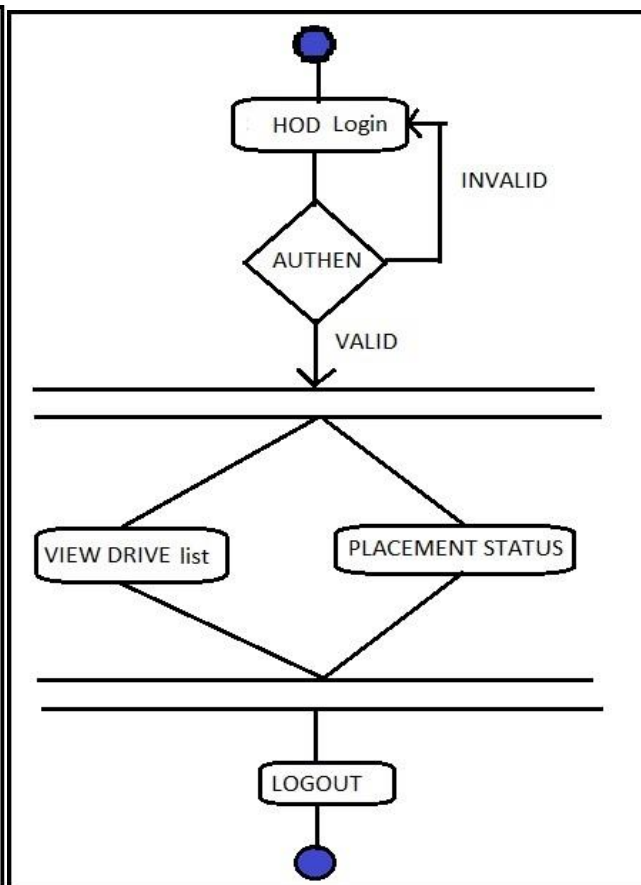 HOD Login
INVALID
AUTHEN
VALID
VIEW DRIVE list
PLACEMENT STATUS
LOGOUT